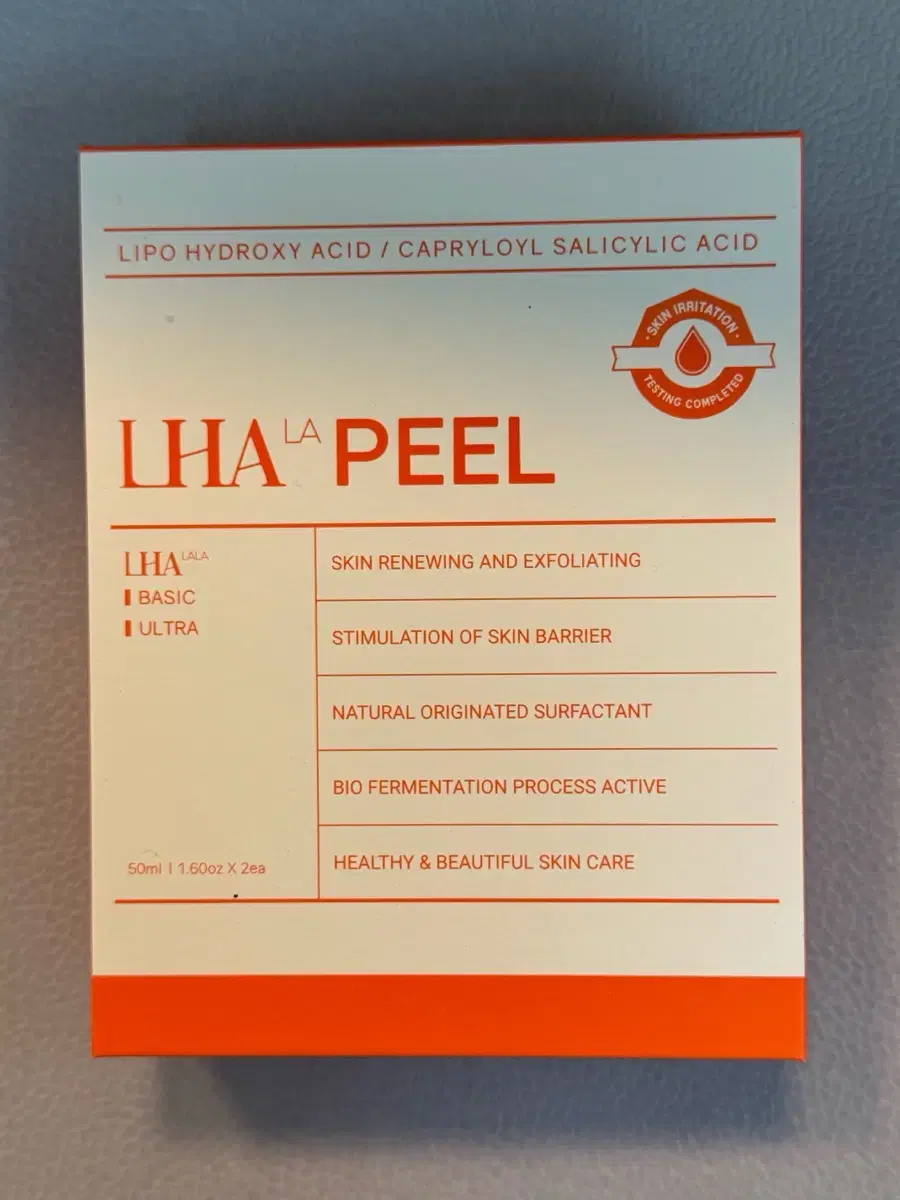 LIPO HYDROXY ACID / CAPRYLOYL SALICYLIC ACID
SKIN IRRITATION
TESTING COMPLETED
LHA LA PEEL
LHA LALA
BASIC
ULTRA
50ml | 1.60oz X 2ea
SKIN RENEWING AND EXFOLIATING
STIMULATION OF SKIN BARRIER
NATURAL ORIGINATED SURFACTANT
BIO FERMENTATION PROCESS ACTIVE
HEALTHY & BEAUTIFUL SKIN CARE